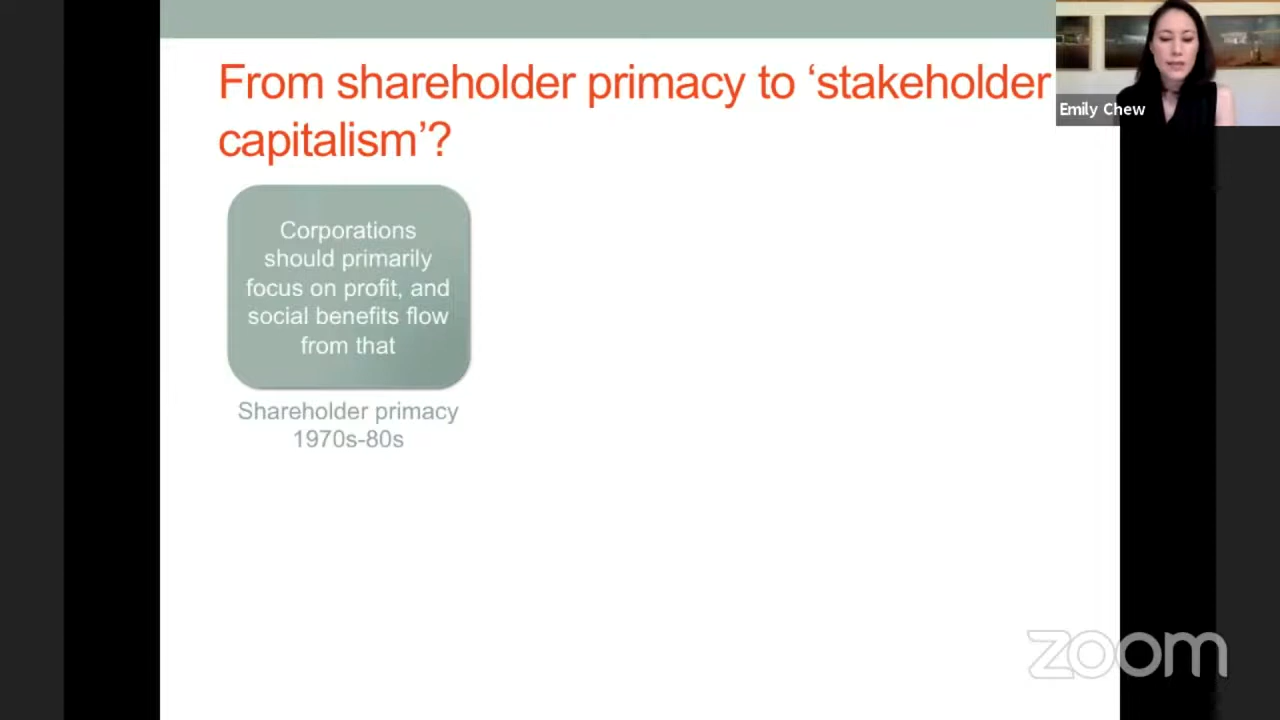 From shareholder primacy to ‘stakeholder
capitalism’?
Emily Chew
Corporations
should primarily
focus on profit, and
social benefits flow
from that
Shareholder primacy
1970s-80s
zoom